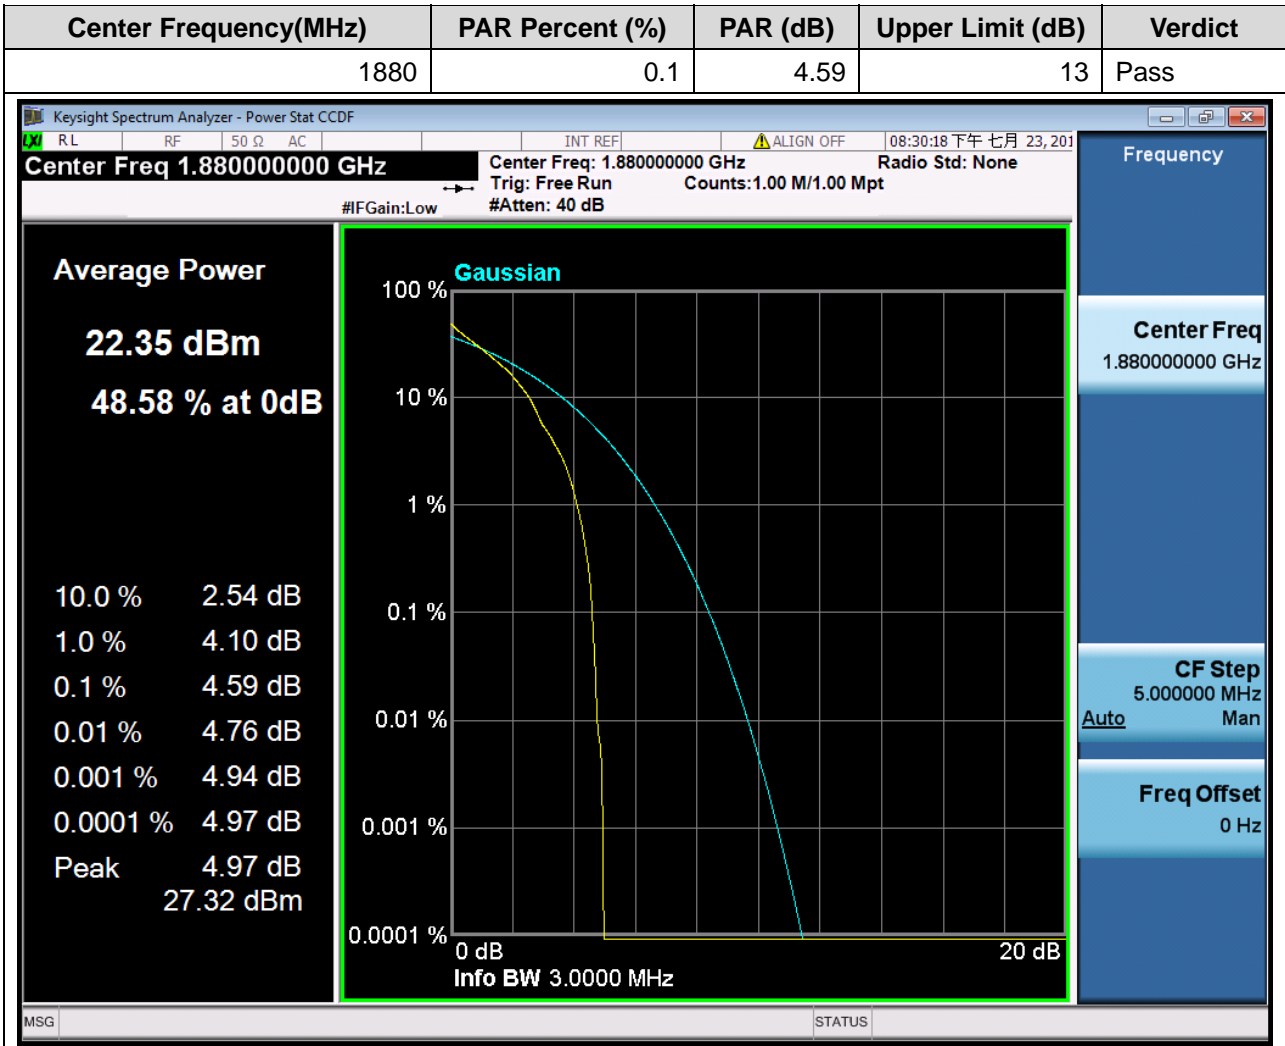 Center Frequency(MHz) PAR Percent (%) PAR (dB) Upper Limit (dB) Verdict
1880 0.1 4.59 13 Pass
Keysight Spectrum Analyzer - Power Stat CCDF
LXI RL RF 50 Ω AC INT REF ALIGN OFF 08:30:18 下午 七月 23, 201
Center Freq 1.880000000 GHz
Center Freq: 1.880000000 GHz Radio Std: None
Trig: Free Run Counts:1.00 M/1.00 Mpt
#IFGain:Low #Atten: 40 dB
Frequency
Average Power
22.35 dBm
48.58 % at 0dB
10.0 % 2.54 dB
1.0 % 4.10 dB
0.1 % 4.59 dB
0.01 % 4.76 dB
0.001 % 4.94 dB
0.0001 % 4.97 dB
Peak 4.97 dB
27.32 dBm
Gaussian
100 %
10 %
1 %
0.1 %
0.01 %
0.001 %
0.0001 %
0 dB 20 dB
Info BW 3.0000 MHz
Center Freq
1.880000000 GHz
CF Step
5.000000 MHz
Auto Man
Freq Offset
0 Hz
MSG STATUS